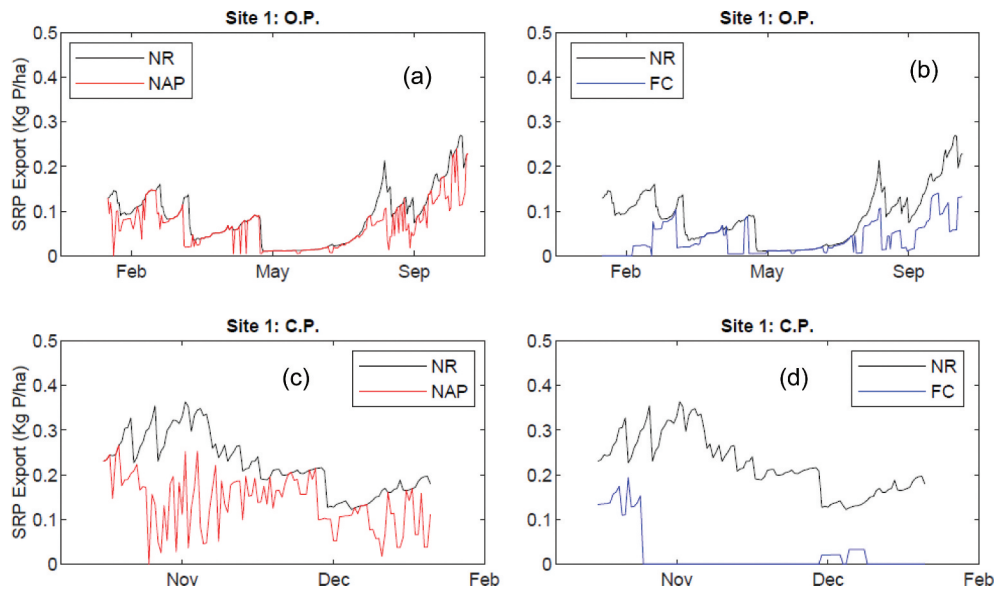 Site 1: O.P.
SRP Export (Kg P/ha)
0.5
0.4
0.3
0.2
0.1
0
NR
NAP
(a)
Feb
May
Sep
Site 1: O.P.
0.5
0.4
0.3
0.2
0.1
0
(b)
NR
FC
Feb
May
Sep
Site 1: C.P.
SRP Export (Kg P/ha)
0.5
0.4
0.3
0.2
0.1
0
(c)
NR
NAP
Nov
Dec
Feb
Site 1: C.P.
0.5
0.4
0.3
0.2
0.1
0
(d)
NR
FC
Nov
Dec
Feb